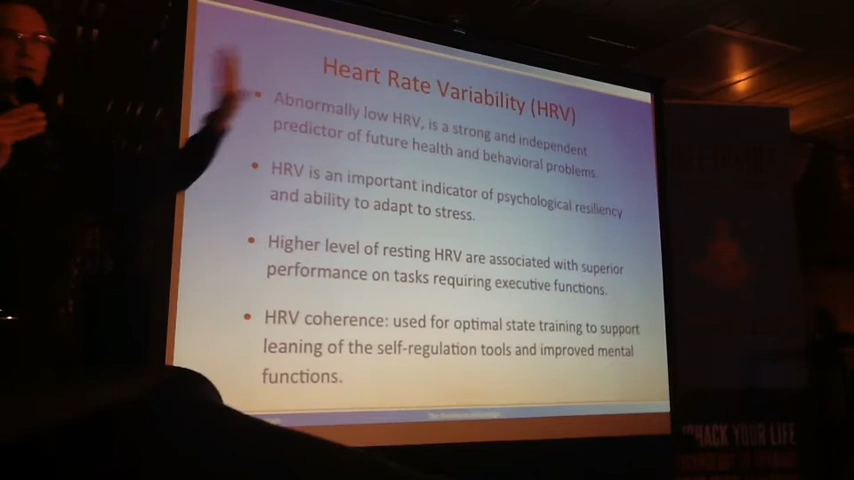 Heart Rate Variability (HRV)
• Abnormally low HRV, is a strong and independent
predictor of future health and behavioral problems.
• HRV is an important indicator of psychological resiliency
and ability to adapt to stress.
• Higher level of resting HRV are associated with superior
performance on tasks requiring executive functions.
• HRV coherence: used for optimal state training to support
leaning of the self-regulation tools and improved mental
functions.
HACK YOUR LIFE